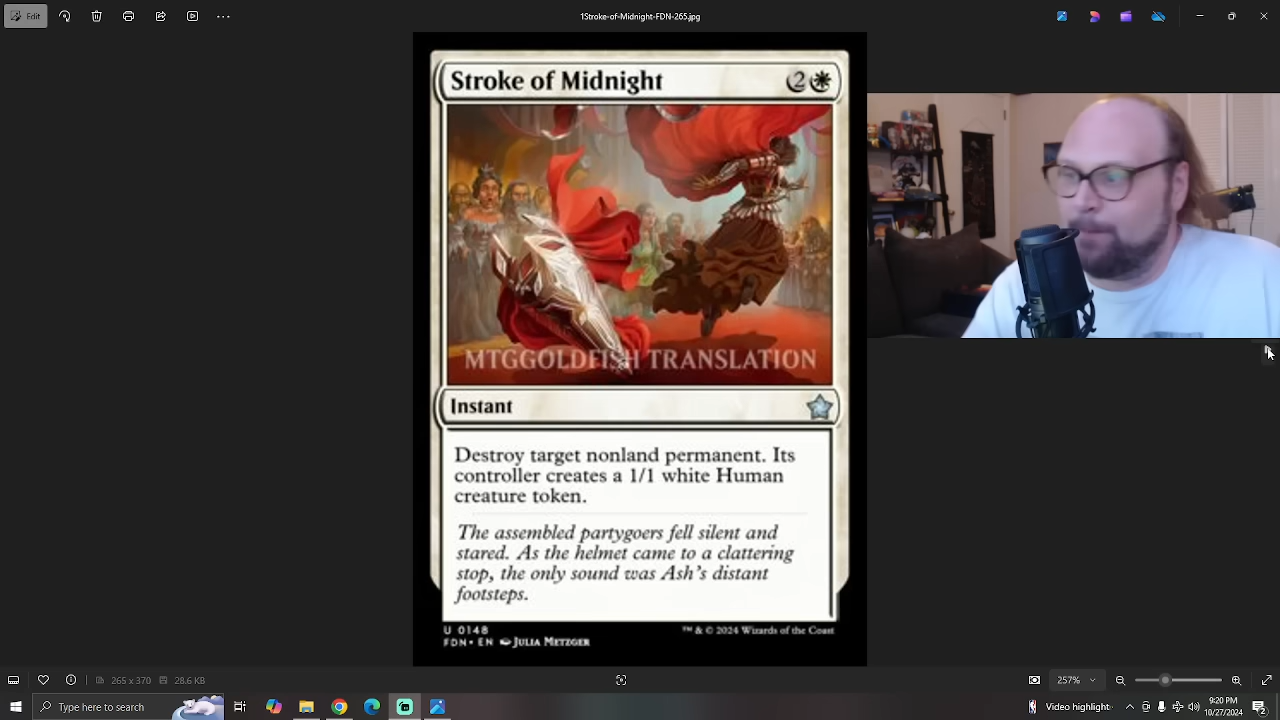 Edit
1Stroke-of-Midnight-FDN-265.jpg
Stroke of Midnight
2
MTGGOLDFISH TRANSLATION
Instant
Destroy target nonland permanent. Its
controller creates a 1/1 white Human
creature token.
The assembled partygoers fell silent and
stared. As the helmet came to a clattering
stop, the only sound was Ash's distant
footsteps.
U 0148
™ & © 2024 Wizards of the Coast
FDN • EN JULIA METZGER
265 x 370
28.6 KB
257%
Type here to search
9:20 PM
10/27/2024